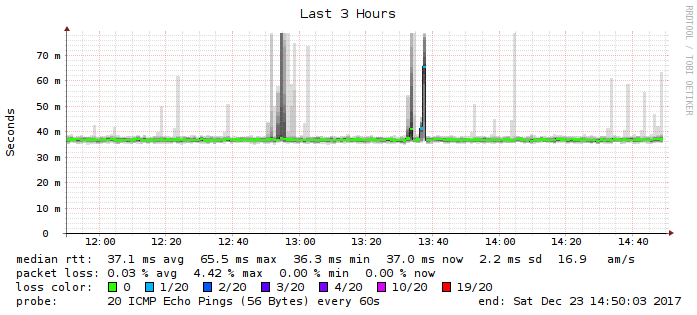 Last 3 Hours
RRDTOOL / TOBI OETIKER
Seconds
70 m
60 m
50 m
40 m
30 m
20 m
10 m
0
12:00 12:20 12:40 13:00 13:20 13:40 14:00 14:20 14:40
median rtt: 37.1 ms avg 65.5 ms max 36.3 ms min 37.0 ms now 2.2 ms sd 16.9 am/s
packet loss: 0.03 % avg 4.42 % max 0.00 % min 0.00 % now
loss color: 0 1/20 2/20 3/20 4/20 10/20 19/20
probe: 20 ICMP Echo Pings (56 Bytes) every 60s end: Sat Dec 23 14:50:03 2017